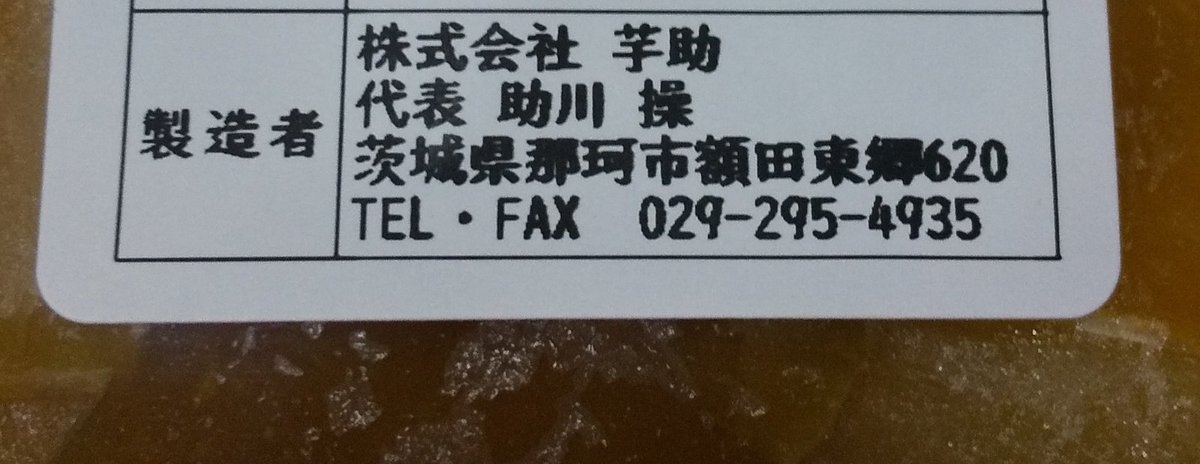 製造者
株式会社 芋助
代表 助川 操
茨城県那珂市額田東郷620
TEL・FAX 029-295-4935